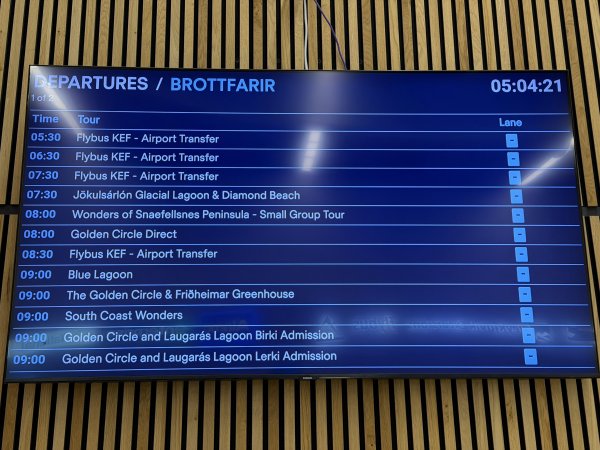 DEPARTURES / BROTTFARIR 05:04:21
1 of 2
Time Tour Lane
05:30 Flybus KEF - Airport Transfer -
06:30 Flybus KEF - Airport Transfer -
07:30 Flybus KEF - Airport Transfer -
07:30 Jökulsárlón Glacial Lagoon & Diamond Beach -
08:00 Wonders of Snaefellsnes Peninsula - Small Group Tour -
08:00 Golden Circle Direct -
08:30 Flybus KEF - Airport Transfer -
09:00 Blue Lagoon -
09:00 The Golden Circle & Friðheimar Greenhouse -
09:00 South Coast Wonders -
09:00 Golden Circle and Laugarás Lagoon Birki Admission -
09:00 Golden Circle and Laugarás Lagoon Lerki Admission -